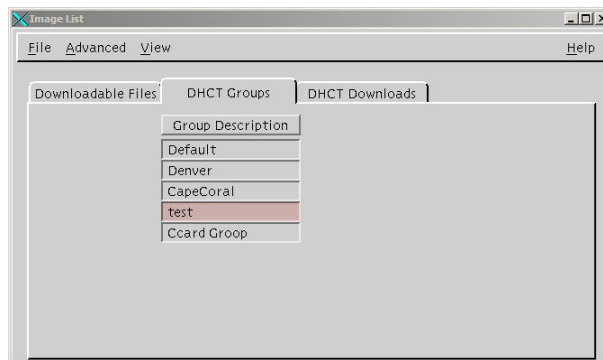 Image List
File Advanced View Help
Downloadable Files DHCT Groups DHCT Downloads
Group Description
Default
Denver
CapeCoral
test
Ccard Groop